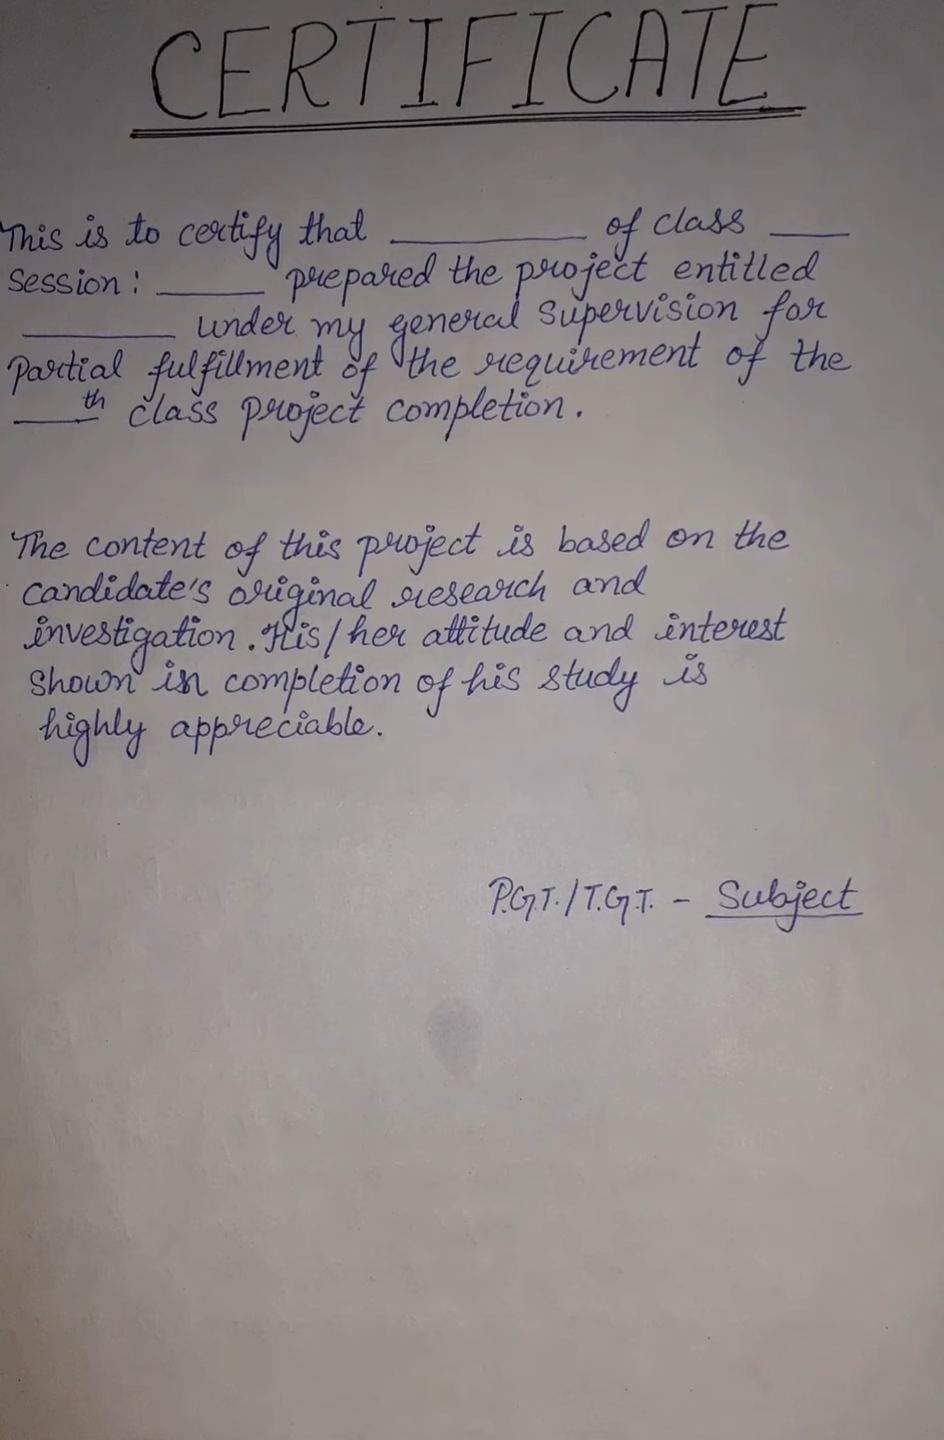 CERTIFICATE
This is to certify that __________ of class ____
Session: ______ prepared the project entitled
________ under my general Supervision for
Partial fulfillment of the requirement of the
____th class project completion.
The content of this project is based on the
candidate's original research and
investigation. His/her attitude and interest
Shown in completion of his study is
highly appreciable.
P.G.T./T.G.T. - Subject